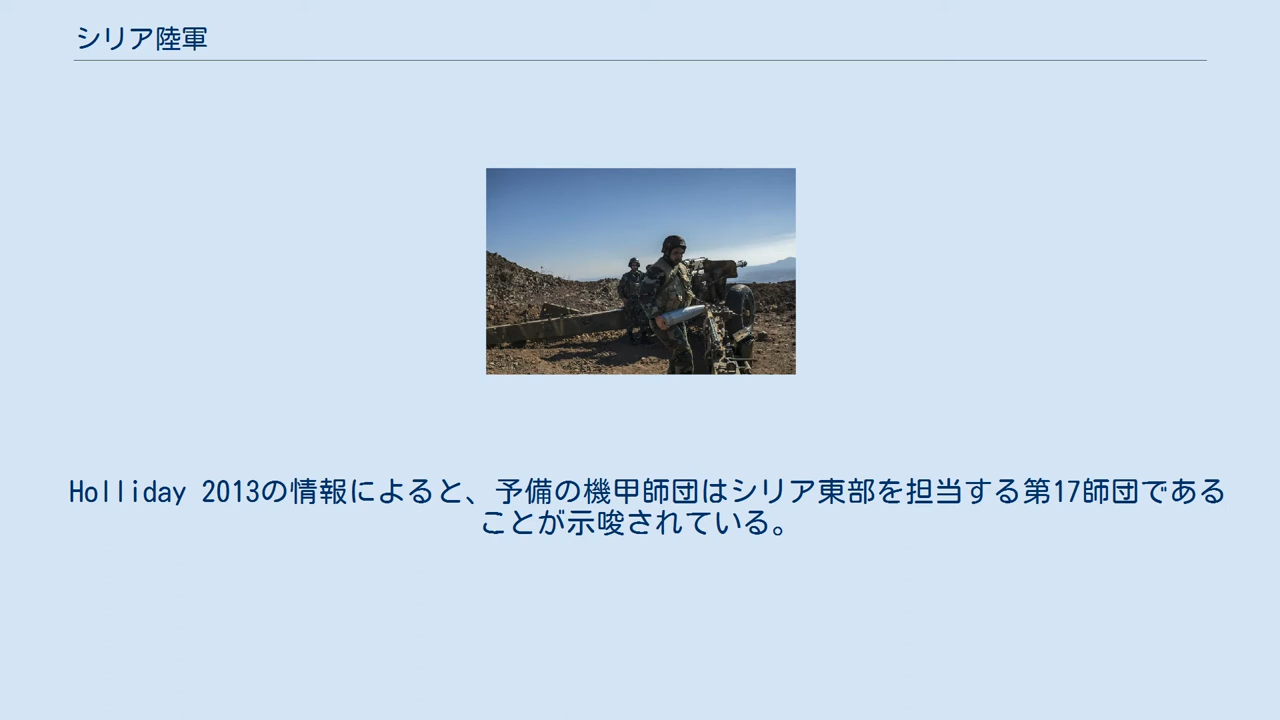 シリア陸軍
Holliday 2013の情報によると、予備の機甲師団はシリア東部を担当する第17師団である
ことが示唆されている。